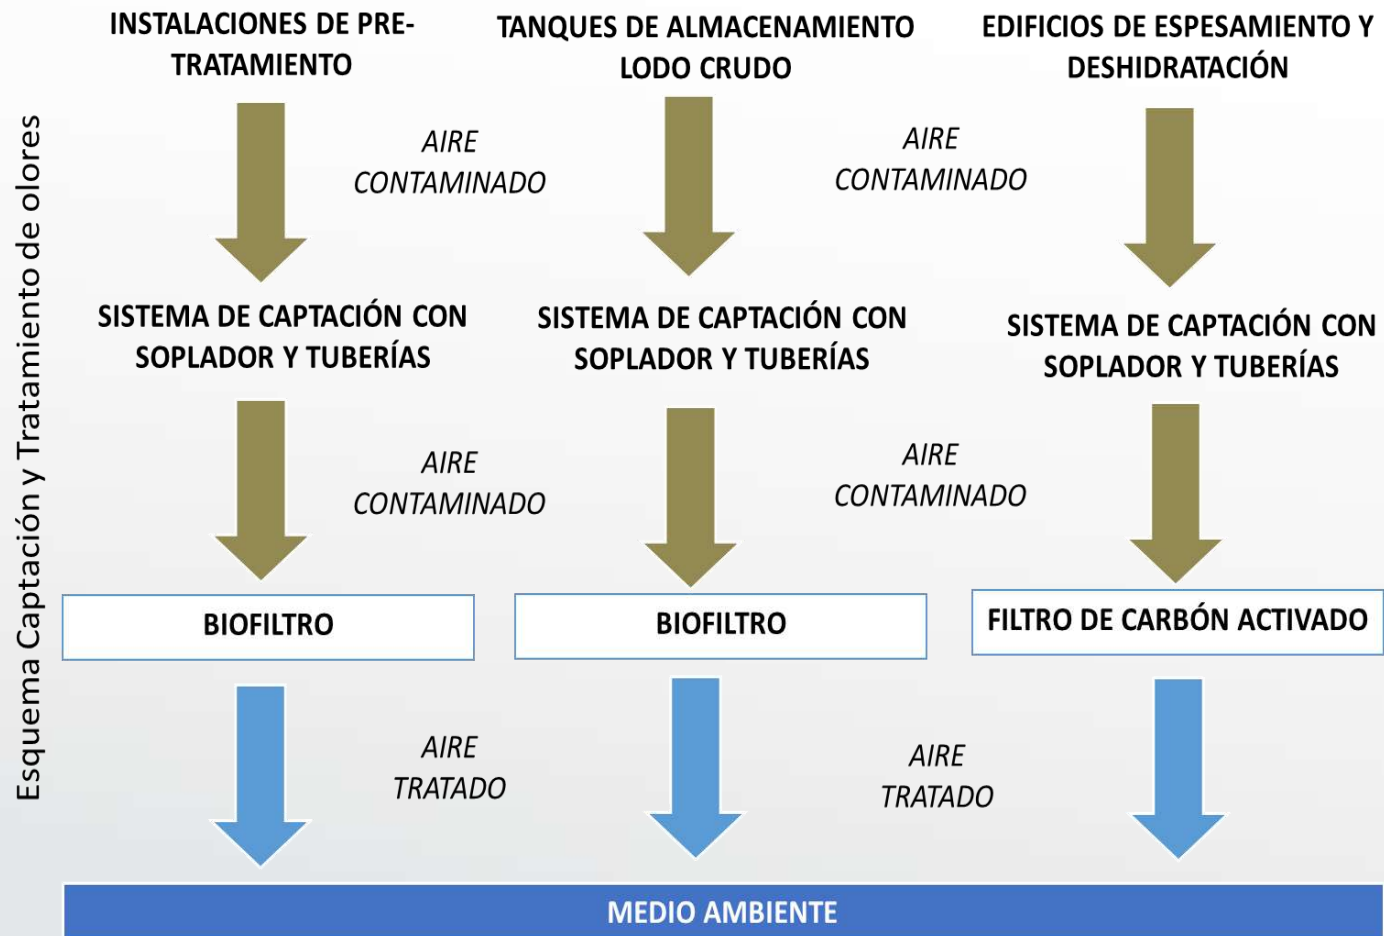 Esquema Captación y Tratamiento de olores
INSTALACIONES DE PRE-
TRATAMIENTO
TANQUES DE ALMACENAMIENTO
LODO CRUDO
EDIFICIOS DE ESPESAMIENTO Y
DESHIDRATACIÓN
AIRE
CONTAMINADO
AIRE
CONTAMINADO
SISTEMA DE CAPTACIÓN CON
SOPLADOR Y TUBERÍAS
SISTEMA DE CAPTACIÓN CON
SOPLADOR Y TUBERÍAS
SISTEMA DE CAPTACIÓN CON
SOPLADOR Y TUBERÍAS
AIRE
CONTAMINADO
AIRE
CONTAMINADO
BIOFILTRO
BIOFILTRO
FILTRO DE CARBÓN ACTIVADO
AIRE
TRATADO
AIRE
TRATADO
MEDIO AMBIENTE